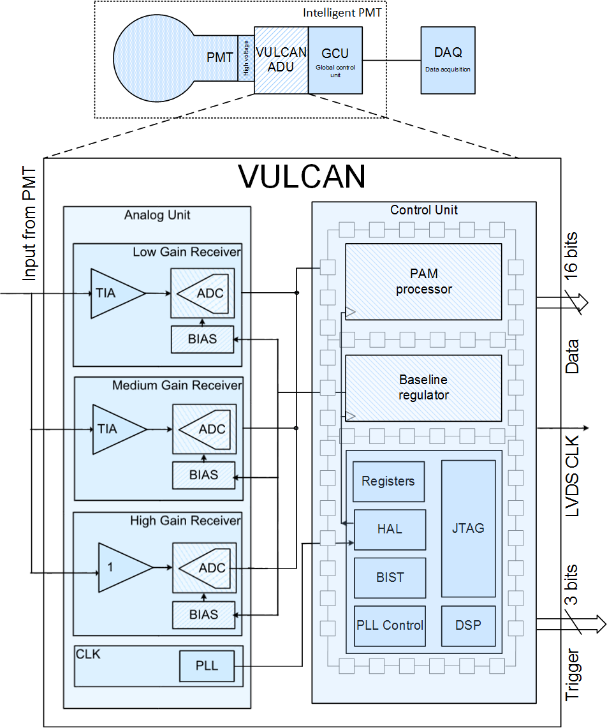 Intelligent PMT
PMT
High voltage
VULCAN
ADU
GCU
Global control
unit
DAQ
Data acquisition
VULCAN
Input from PMT
Analog Unit
Low Gain Receiver
TIA
ADC
BIAS
Medium Gain Receiver
TIA
ADC
BIAS
High Gain Receiver
1
ADC
BIAS
CLK
PLL
Control Unit
PAM
processor
Baseline
regulator
Registers
HAL
BIST
PLL Control
JTAG
DSP
16 bits
Data
LVDS CLK
3 bits
Trigger